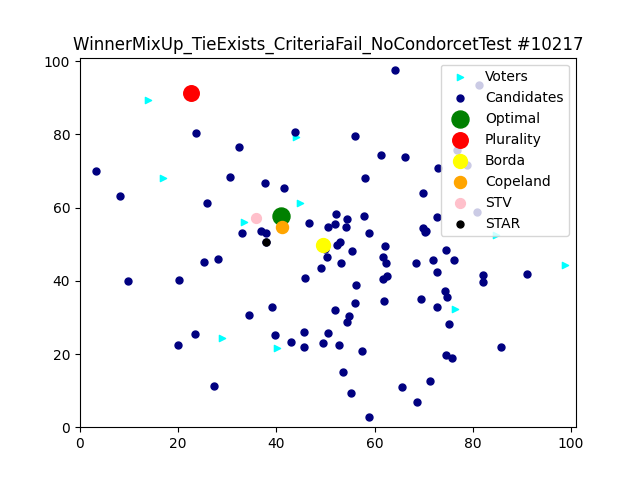 WinnerMixUp_TieExists_CriteriaFail_NoCondorcetTest #10217
100
80
60
40
20
0
0 20 40 60 80 100
Voters
Candidates
Optimal
Plurality
Borda
Copeland
STV
STAR